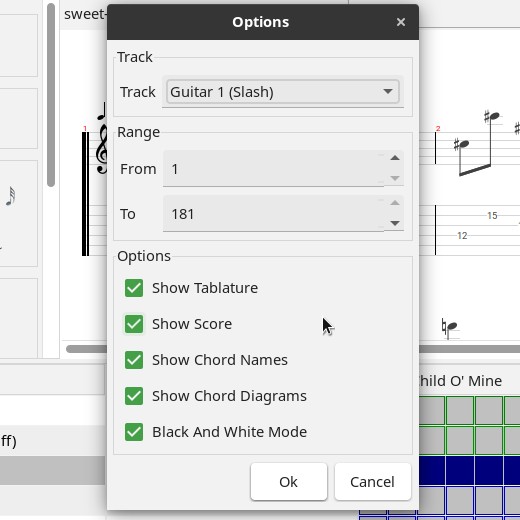 sweet-
Options
Track
Track Guitar 1 (Slash)
Range
From 1
To 181
Options
Show Tablature
Show Score
Show Chord Names
Show Chord Diagrams
Black And White Mode
Ok Cancel
1
2
15
12
hild O' Mine
ff)